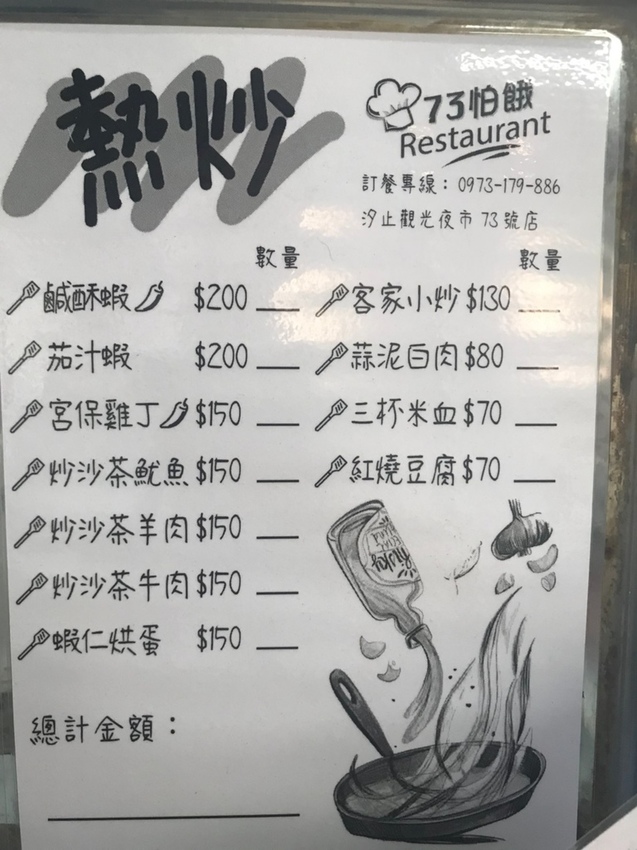 熱炒
73怕餓
Restaurant
訂餐專線：0973-179-886
汐止觀光夜市 73號店
數量
數量
鹹酥蝦 $200
茄汁蝦 $200
宮保雞丁 $150
炒沙茶魷魚 $150
炒沙茶羊肉 $150
炒沙茶牛肉 $150
蝦仁烘蛋 $150
客家小炒 $130
蒜泥白肉 $80
三杯米血 $70
紅燒豆腐 $70
總計金額：